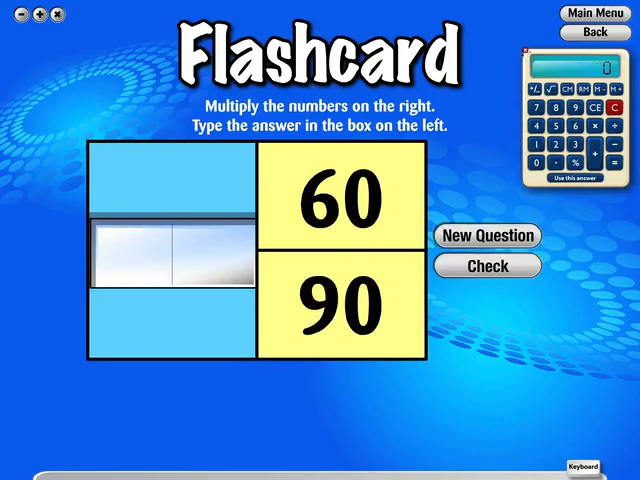 Main Menu
Back
Flashcard
Multiply the numbers on the right.
Type the answer in the box on the left.
0
+/- √ CM RM M- M+
7 8 9 CE C
4 5 6 × ÷
1 2 3 + −
0 · % =
Use this answer
60
90
New Question
Check
Keyboard